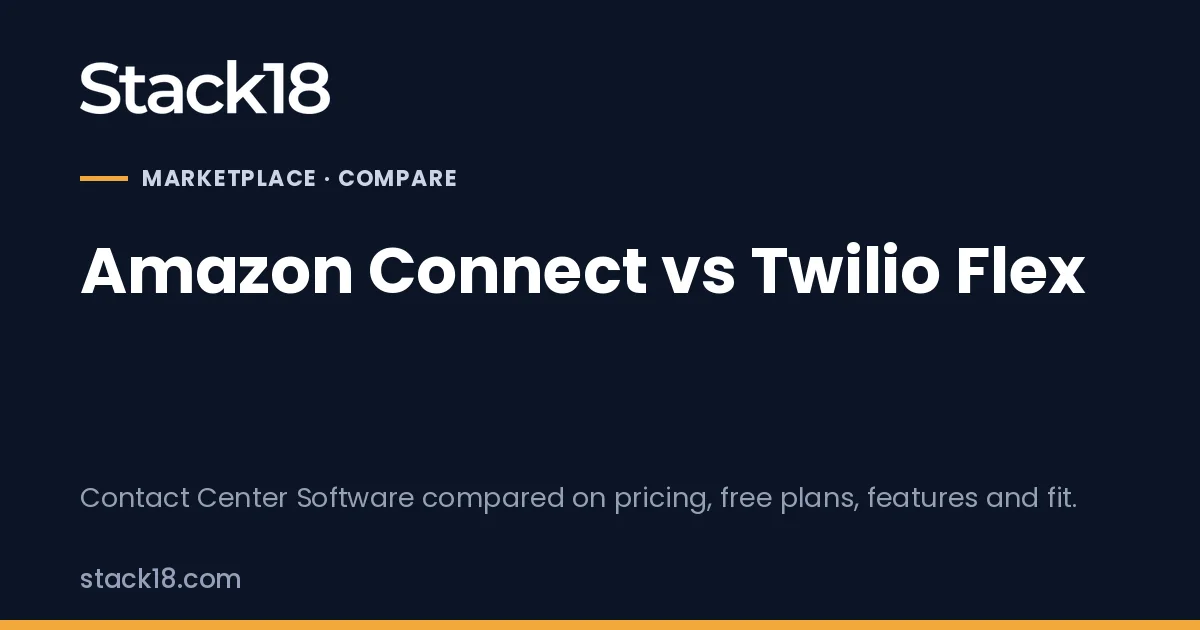 Stack18
MARKETPLACE · COMPARE
Amazon Connect vs Twilio Flex
Contact Center Software compared on pricing, free plans, features and fit.
stack18.com